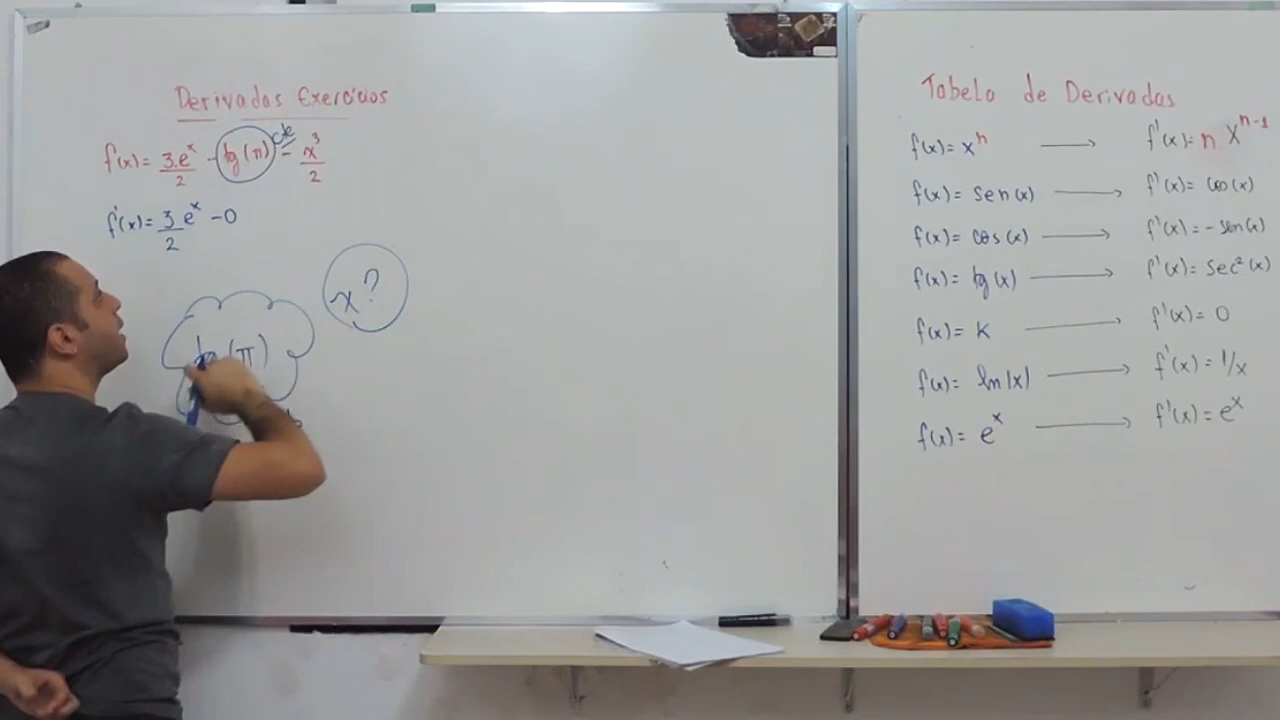 Derivadas Exercícios
f(x) = 3.e^x/2 - tg(π) - x^3/2
cte
f'(x) = 3/2 e^x - 0
x?
tg(π)
Tabela de Derivadas
f(x) = x^n → f'(x) = n x^(n-1)
f(x) = sen(x) → f'(x) = cos(x)
f(x) = cos(x) → f'(x) = -sen(x)
f(x) = tg(x) → f'(x) = sec²(x)
f(x) = K → f'(x) = 0
f(x) = ln|x| → f'(x) = 1/x
f(x) = e^x → f'(x) = e^x